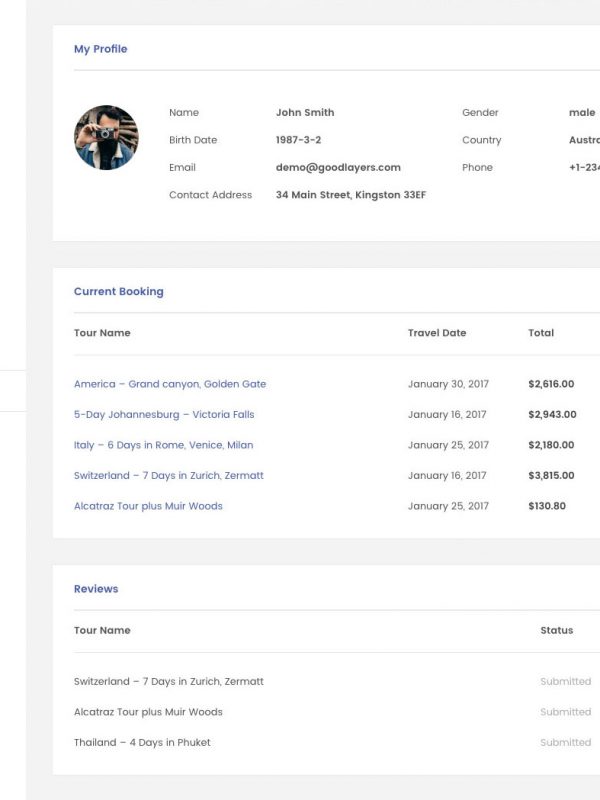 My Profile
Name John Smith Gender male
Birth Date 1987-3-2 Country
Email demo@goodlayers.com Phone
Contact Address 34 Main Street, Kingston 33EF
Current Booking
Tour Name Travel Date Total
America – Grand canyon, Golden Gate January 30, 2017 $2,616.00
5-Day Johannesburg – Victoria Falls January 16, 2017 $2,943.00
Italy – 6 Days in Rome, Venice, Milan January 25, 2017 $2,180.00
Switzerland – 7 Days in Zurich, Zermatt January 16, 2017 $3,815.00
Alcatraz Tour plus Muir Woods January 25, 2017 $130.80
Reviews
Tour Name Status
Switzerland – 7 Days in Zurich, Zermatt Submitted
Alcatraz Tour plus Muir Woods Submitted
Thailand – 4 Days in Phuket Submitted